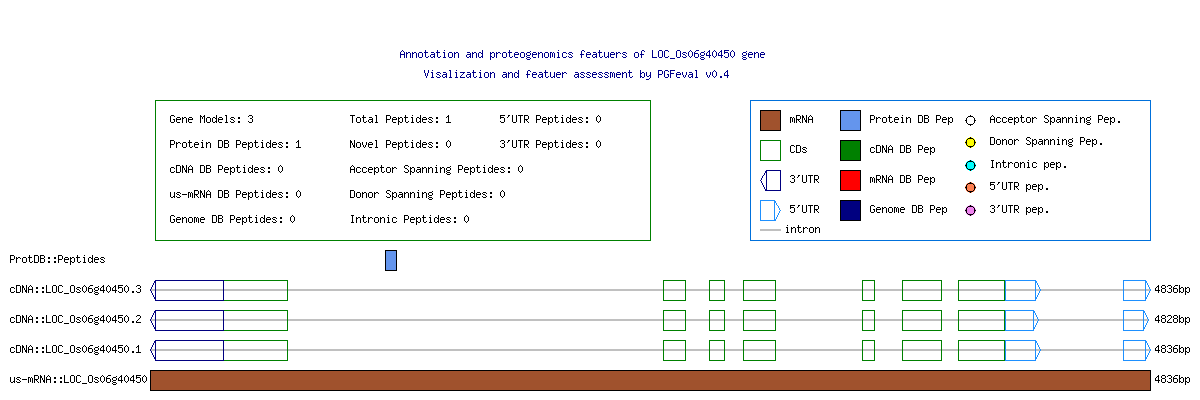 Annotation and proteogenomics featuers of LOC_Os06g40450 gene
Visalization and featuer assessment by PGFeval v0.4
Gene Models: 3 Total Peptides: 1 5'UTR Peptides: 0
Protein DB Peptides: 1 Novel Peptides: 0 3'UTR Peptides: 0
cDNA DB Peptides: 0 Acceptor Spanning Peptides: 0
us-mRNA DB Peptides: 0 Donor Spanning Peptides: 0
Genome DB Peptides: 0 Intronic Peptides: 0
mRNA Protein DB Pep Acceptor Spanning Pep.
Donor Spanning Pep.
CDs cDNA DB Pep
Intronic pep.
3'UTR mRNA DB Pep
5'UTR pep.
5'UTR Genome DB Pep 3'UTR pep.
intron
ProtDB::Peptides
cDNA::LOC_Os06g40450.3 4836bp
cDNA::LOC_Os06g40450.2 4828bp
cDNA::LOC_Os06g40450.1 4836bp
us-mRNA::LOC_Os06g40450 4836bp